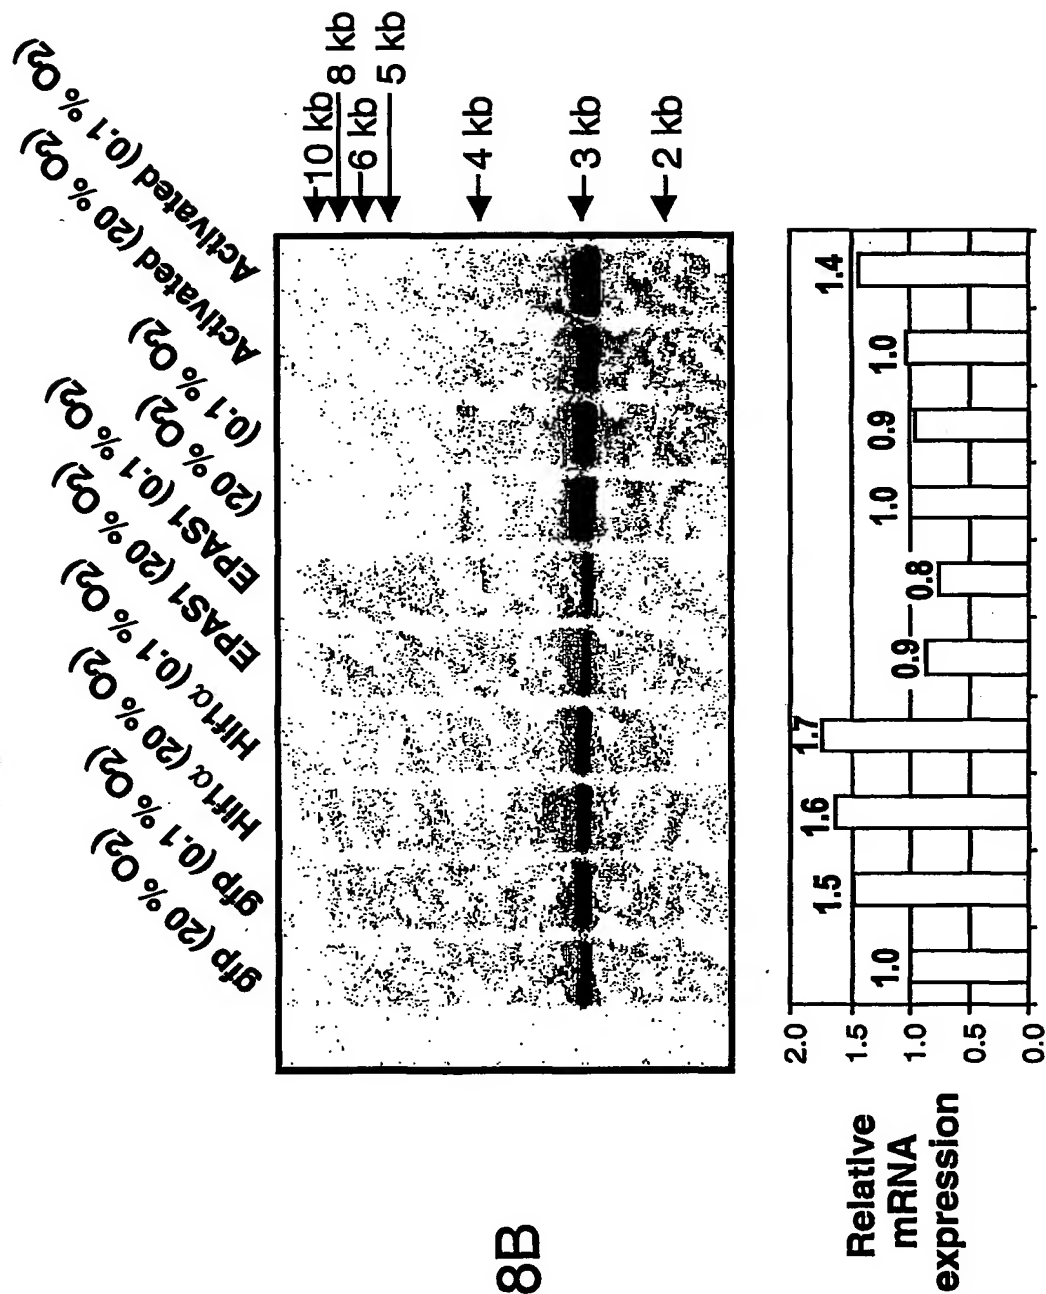 gfp (20 % O₂)
gfp (0.1 % O₂)
Hif1α (20 % O₂)
Hif1α (0.1 % O₂)
EPAS1 (20 % O₂)
EPAS1 (0.1 % O₂)
(20 % O₂)
(0.1 % O₂)
Activated (20 % O₂)
Activated (0.1 % O₂)
10 kb
8 kb
6 kb
5 kb
4 kb
3 kb
2 kb
8B
Relative
mRNA
expression
2.0
1.5
1.0
0.5
0.0
1.0
1.5
1.6
1.7
0.9
0.8
1.0
0.9
1.0
1.4